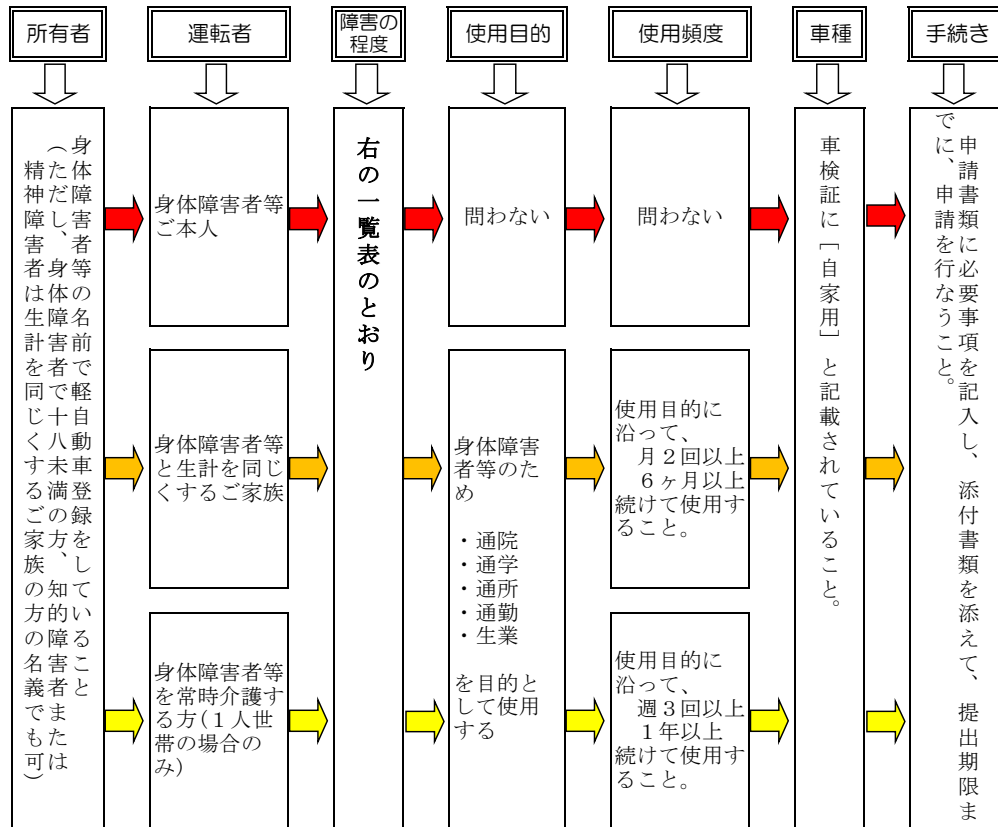 所有者
運転者
障害の
程度
使用目的
使用頻度
車種
手続き
身体障害者等の名前で軽自動車登録をしていること
（ただし、身体障害者で十八未満の方、知的障害者または
精神障害者は生計を同じくするご家族の方の名義でも可）
身体障害者等
ご本人
身体障害者等
と生計を同じ
くするご家族
身体障害者等
を常時介護す
る方(１人世
帯の場合の
み)
右の一覧表のとおり
問わない
身体障害
者等のため
・通院
・通学
・通所
・通勤
・生業
を目的と
して使用
する
問わない
使用目的に
沿って、
月２回以上
６ヶ月以上
続けて使用す
ること。
使用目的に
沿って、
週３回以上
１年以上
続けて使用す
ること。
車検証に［自家用］と記載されていること。
申請書類に必要事項を記入し、添付書類を添えて、提出期限ま
でに、申請を行なうこと。